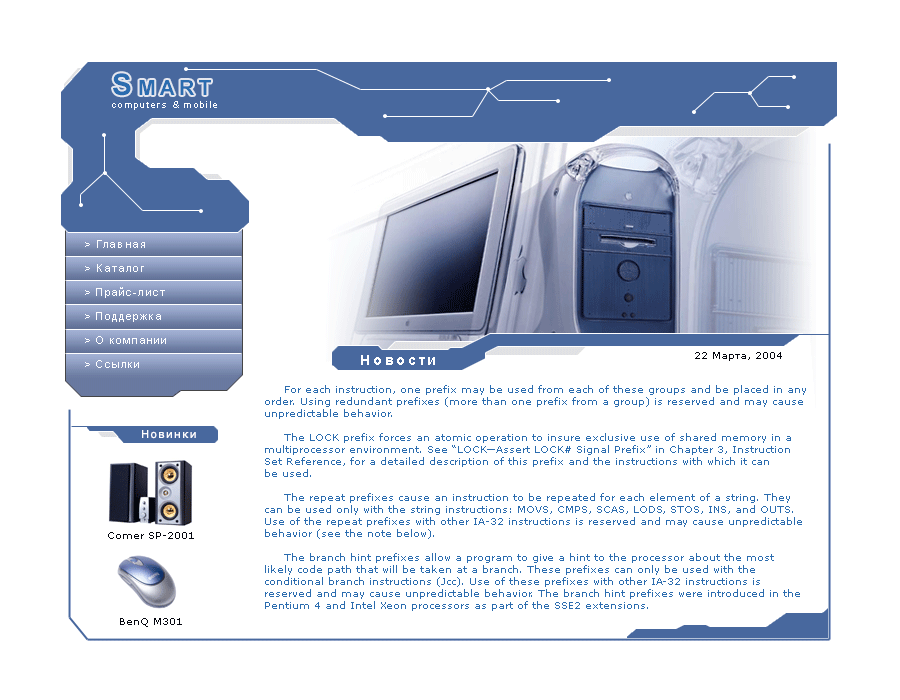 SMART
computers & mobile
> Главная
> Каталог
> Прайс-лист
> Поддержка
> О компании
> Ссылки
Новости
22 Марта, 2004
For each instruction, one prefix may be used from each of these groups and be placed in any
order. Using redundant prefixes (more than one prefix from a group) is reserved and may cause
unpredictable behavior.
The LOCK prefix forces an atomic operation to insure exclusive use of shared memory in a
multiprocessor environment. See “LOCK—Assert LOCK# Signal Prefix” in Chapter 3, Instruction
Set Reference, for a detailed description of this prefix and the instructions with which it can
be used.
The repeat prefixes cause an instruction to be repeated for each element of a string. They
can be used only with the string instructions: MOVS, CMPS, SCAS, LODS, STOS, INS, and OUTS.
Use of the repeat prefixes with other IA-32 instructions is reserved and may cause unpredictable
behavior (see the note below).
The branch hint prefixes allow a program to give a hint to the processor about the most
likely code path that will be taken at a branch. These prefixes can only be used with the
conditional branch instructions (Jcc). Use of these prefixes with other IA-32 instructions is
reserved and may cause unpredictable behavior. The branch hint prefixes were introduced in the
Pentium 4 and Intel Xeon processors as part of the SSE2 extensions.
Новинки
Comer SP-2001
BenQ M301